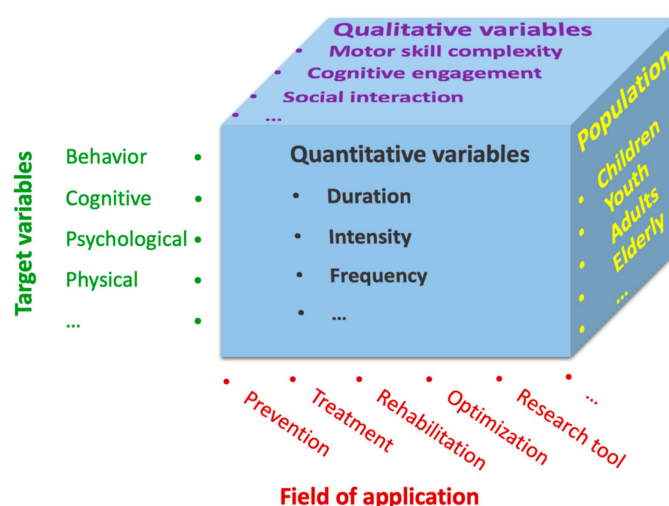 Qualitative variables
• Motor skill complexity
• Cognitive engagement
• Social interaction
• ...
Population
• Children
• Youth
• Adults
• Elderly
• ...
Target variables
Behavior •
Cognitive •
Psychological •
Physical •
... •
Quantitative variables
• Duration
• Intensity
• Frequency
• ...
• Prevention
• Treatment
• Rehabilitation
• Optimization
• Research tool
• ...
Field of application